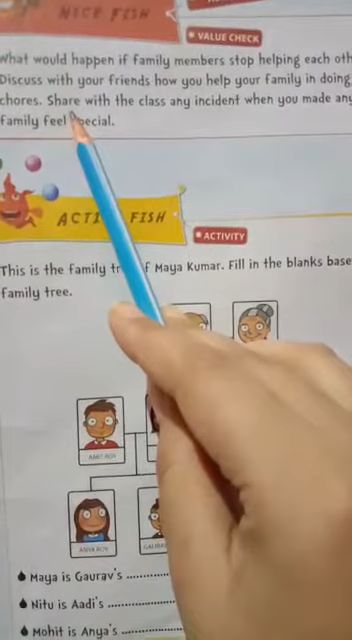 NICE FISH
VALUE CHECK
What would happen if family members stop helping each oth
Discuss with your friends how you help your family in doing
chores. Share with the class any incident when you made any
family feel special.
ACTI FISH
ACTIVITY
This is the family tr f Maya Kumar. Fill in the blanks base
family tree.
AMIT ROY
ANYA ROY
Maya is Gaurav's
Nitu is Aadi's
Mohit is Anya's